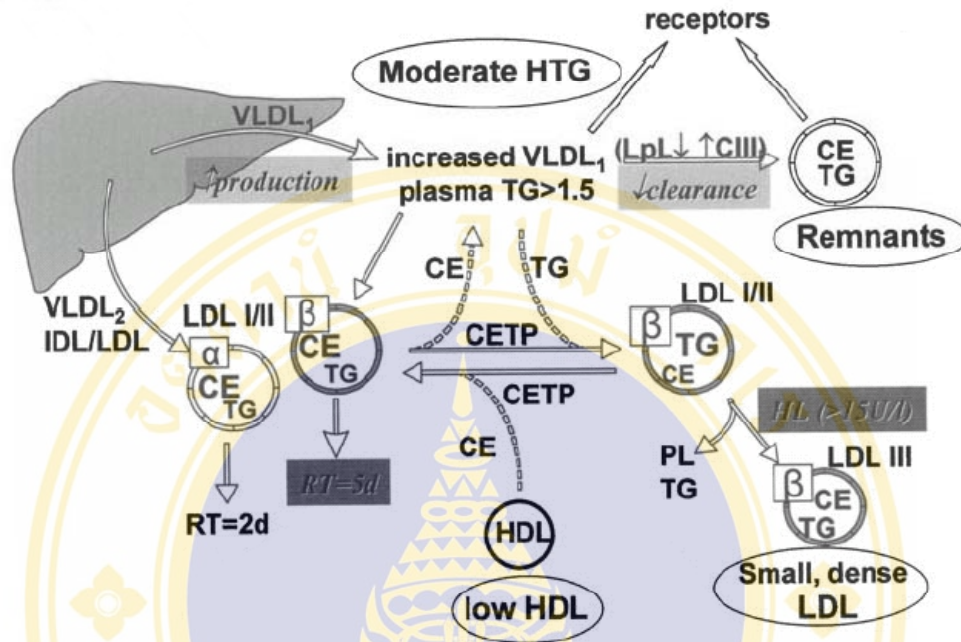 receptors
Moderate HTG
VLDL₁
↑production
increased VLDL₁
plasma TG>1.5
(LpL↓ ↑CIII)
↓clearance
CE
TG
Remnants
CE
TG
VLDL₂
IDL/LDL
LDL I/II
α
CE
TG
β
CE
TG
CETP
CETP
LDL I/II
β
TG
CE
HL (>15U/l)
CE
PL
TG
LDL III
β
CE
TG
RT=2d
RT=5d
HDL
low HDL
Small, dense
LDL